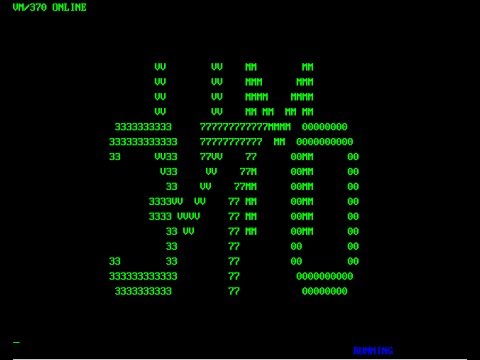 VM/370 ONLINE
VV        VV    MM        MM
VV        VV    MMM      MMM
VV        VV    MMMM    MMMM
VV        VV    MM MM  MM MM
3333333333     777777777777MMMM  00000000
333333333333    77777777777  MM  0000000000
33      VV33    77VV    77      00MM      00
V33     VV    77M      00MM      00
33    VV    77MM      00MM      00
3333VV  VV    77 MM      00MM      00
3333 VVVV     77 MM      00MM      00
33 VV      77 MM      00MM      00
33         77          00        00
33        33         77          00        00
333333333333         77          0000000000
3333333333          77           00000000
RUNNING